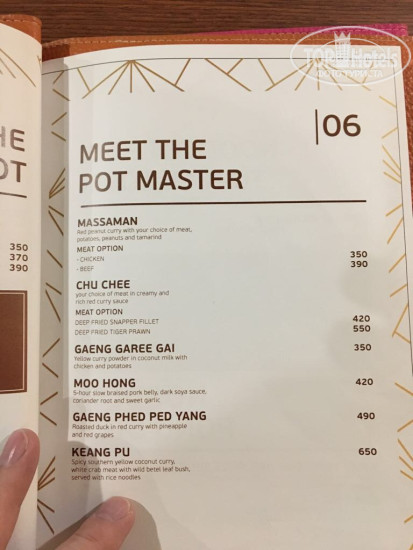 TOPHotels
HE
OT
350
370
390
06
MEET THE
POT MASTER
MASSAMAN
Red peanut curry with your choice of meat,
potatoes, peanuts and tamarind
MEAT OPTION
- CHICKEN 350
- BEEF 390
CHU CHEE
your choice of meat in creamy and
rich red curry sauce
MEAT OPTION
DEEP FRIED SNAPPER FILLET 420
DEEP FRIED TIGER PRAWN 550
GAENG GAREE GAI 350
Yellow curry powder in coconut milk with
chicken and potatoes
MOO HONG 420
5-hour slow braised pork belly, dark soya sauce,
coriander root and sweet garlic
GAENG PHED PED YANG 490
Roasted duck in red curry with pineapple
and red grapes
KEANG PU 650
Spicy southern yellow coconut curry,
white crab meat with wild betel leaf bush,
served with rice noodles